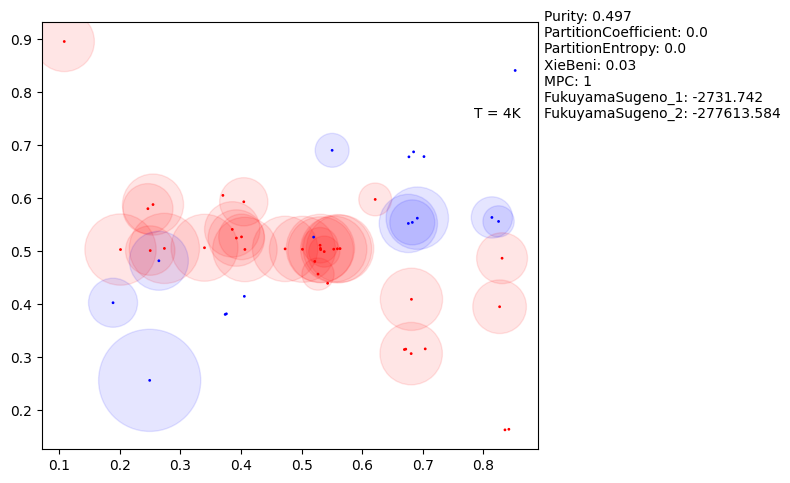 Purity: 0.497
PartitionCoefficient: 0.0
PartitionEntropy: 0.0
XieBeni: 0.03
MPC: 1
FukuyamaSugeno_1: -2731.742
FukuyamaSugeno_2: -277613.584
T = 4K
0.9
0.8
0.7
0.6
0.5
0.4
0.3
0.2
0.1 0.2 0.3 0.4 0.5 0.6 0.7 0.8